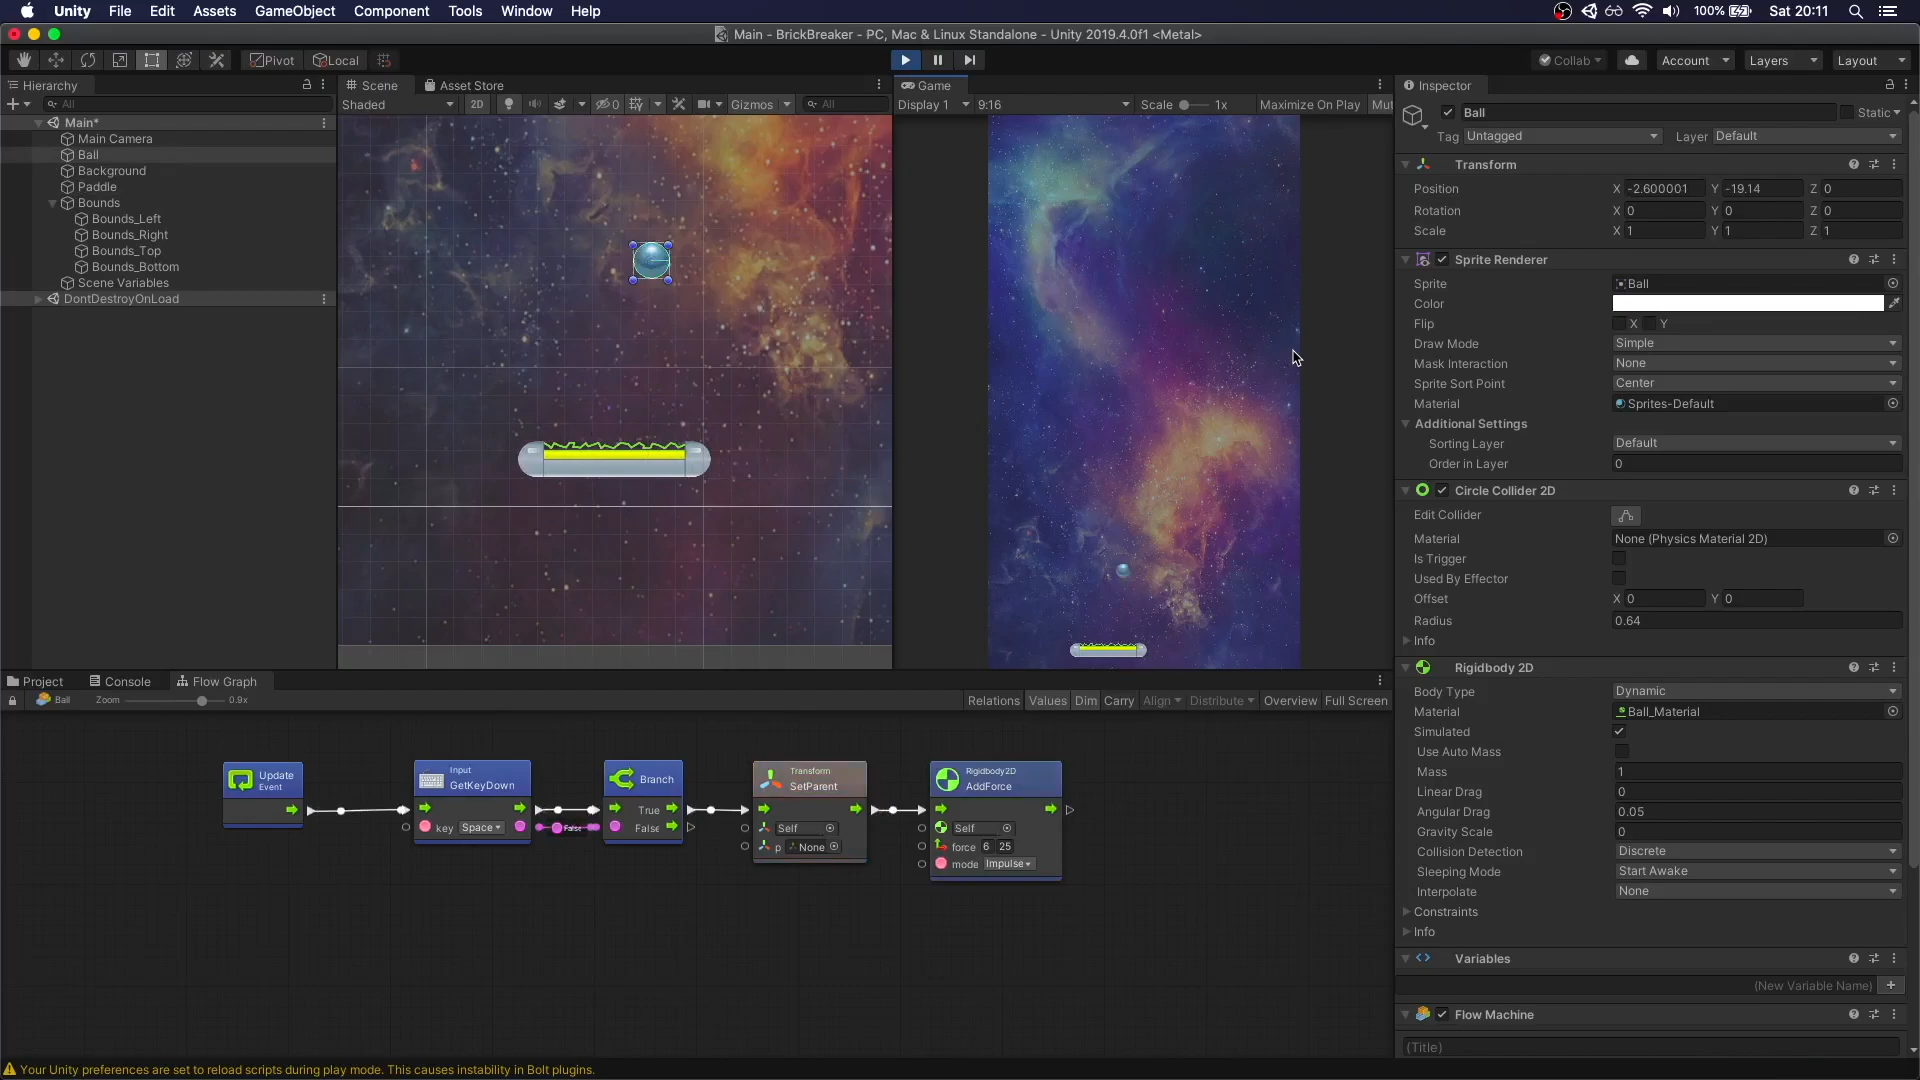 Unity File Edit Assets GameObject Component Tools Window Help 100% Sat 20:11
Main - BrickBreaker - PC, Mac & Linux Standalone - Unity 2019.4.0f1 <Metal>
Pivot Local Collab Account Layers Layout
Hierarchy
All
Main*
Main Camera
Ball
Background
Paddle
Bounds
Bounds_Left
Bounds_Right
Bounds_Top
Bounds_Bottom
Scene Variables
DontDestroyOnLoad
Scene Asset Store
Shaded 2D 0 Gizmos All
Game
Display 1 9:16 Scale 1x Maximize On Play Mut
Inspector
Ball Static
Tag Untagged Layer Default
Transform
Position X -2.600001 Y -19.14 Z 0
Rotation X 0 Y 0 Z 0
Scale X 1 Y 1 Z 1
Sprite Renderer
Sprite Ball
Color
Flip X Y
Draw Mode Simple
Mask Interaction None
Sprite Sort Point Center
Material Sprites-Default
Additional Settings
Sorting Layer Default
Order in Layer 0
Circle Collider 2D
Edit Collider
Material None (Physics Material 2D)
Is Trigger
Used By Effector
Offset X 0 Y 0
Radius 0.64
Info
Rigidbody 2D
Body Type Dynamic
Material Ball_Material
Simulated
Use Auto Mass
Mass 1
Linear Drag 0
Angular Drag 0.05
Gravity Scale 0
Collision Detection Discrete
Sleeping Mode Start Awake
Interpolate None
Constraints
Info
Variables
(New Variable Name)
Flow Machine
(Title)
Project Console Flow Graph
Ball Zoom 0.9x Relations Values Dim Carry Align Distribute Overview Full Screen
Update
Event
Input
GetKeyDown
key Space
False
Branch
True
False
Transform
SetParent
Self
p None
Rigidbody2D
AddForce
Self
force 6 25
mode Impulse
Your Unity preferences are set to reload scripts during play mode. This causes instability in Bolt plugins.